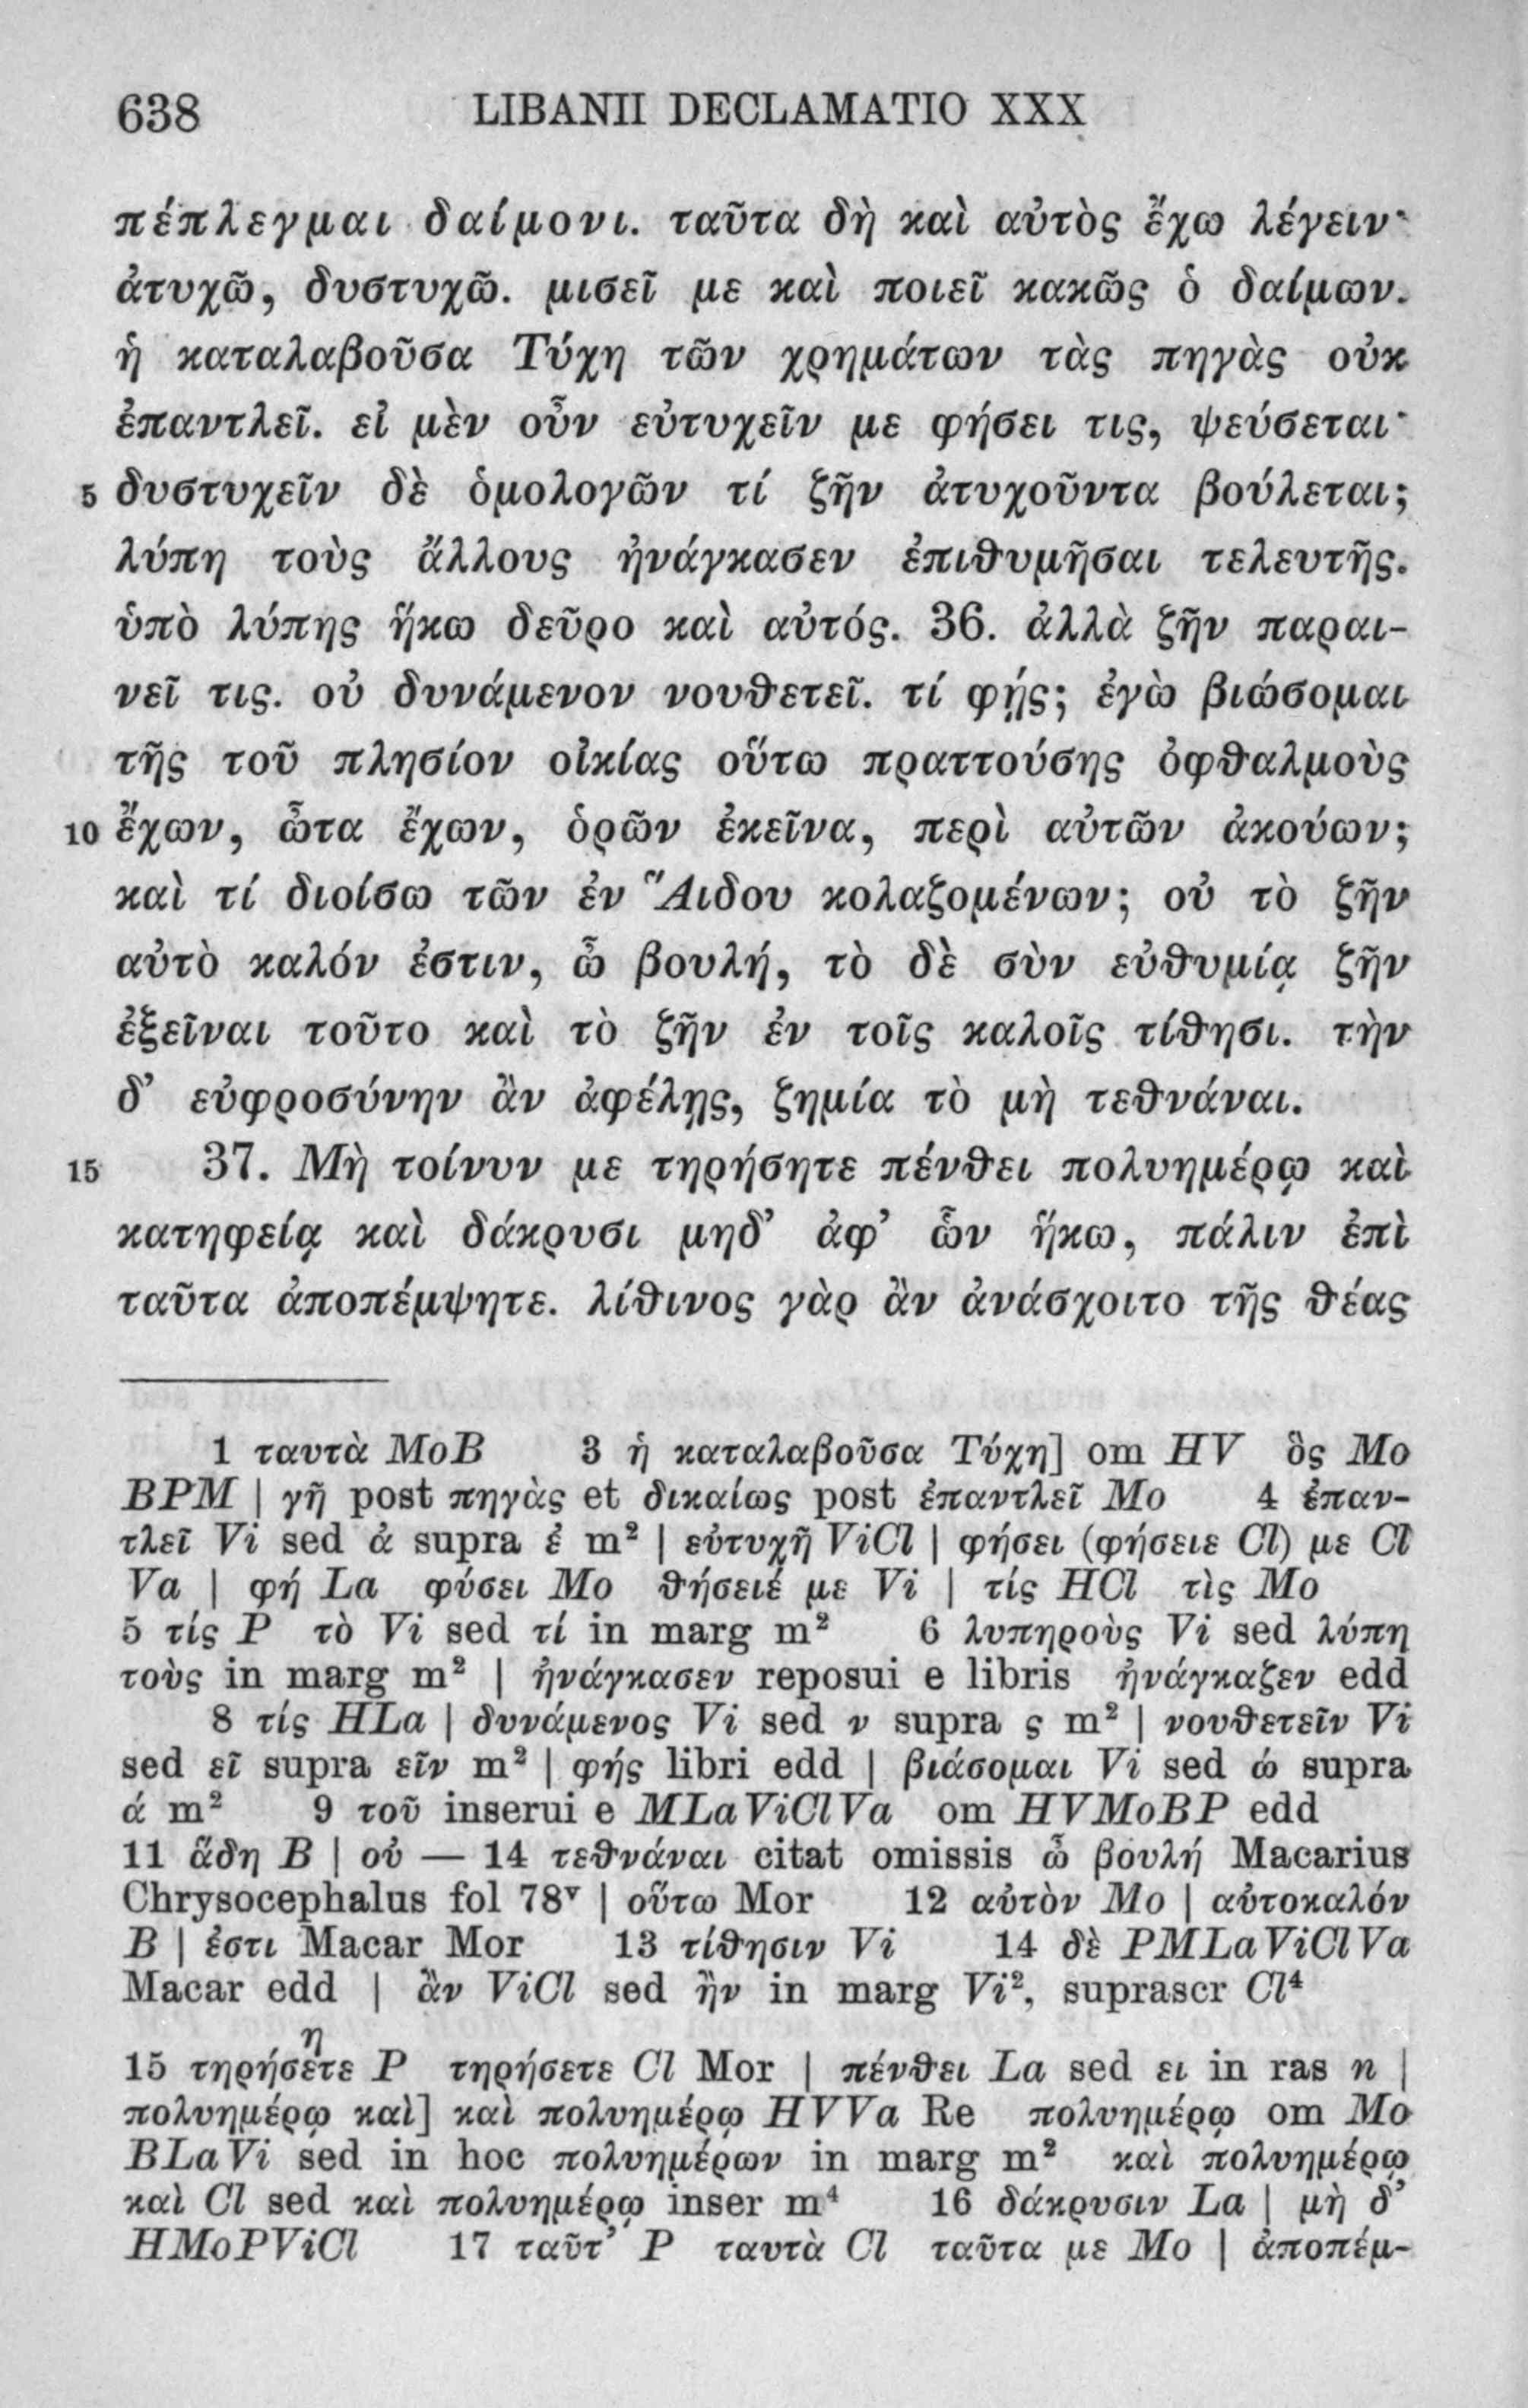 638 LIBANII DECLAMATIO XXX
πέπλεγμαι δαίμονι. ταῦτα δὴ καὶ αὐτὸς ἔχω λέγειν·
ἀτυχῶ, δυστυχῶ. μισεῖ με καὶ ποιεῖ κακῶς ὁ δαίμων.
ἡ καταλαβοῦσα Τύχη τῶν χρημάτων τὰς πηγὰς οὐκ
ἐπαντλεῖ. εἰ μὲν οὖν εὐτυχεῖν με φήσει τις, ψεύσεται·
5 δυστυχεῖν δὲ ὁμολογῶν τί ζῆν ἀτυχοῦντα βούλεται;
λύπη τοὺς ἄλλους ἠνάγκασεν ἐπιθυμῆσαι τελευτῆς.
ὑπὸ λύπης ἥκω δεῦρο καὶ αὐτός. 36. ἀλλὰ ζῆν παραι-
νεῖ τις. οὐ δυνάμενον νουθετεῖ. τί φῄς; ἐγὼ βιώσομαι
τῆς τοῦ πλησίον οἰκίας οὕτω πραττούσης ὀφθαλμοὺς
10 ἔχων, ὦτα ἔχων, ὁρῶν ἐκεῖνα, περὶ αὐτῶν ἀκούων;
καὶ τί διοίσω τῶν ἐν Ἅιδου κολαζομένων; οὐ τὸ ζῆν
αὐτὸ καλόν ἐστιν, ὦ βουλή, τὸ δὲ σὺν εὐθυμίᾳ ζῆν
ἐξεῖναι τοῦτο καὶ τὸ ζῆν ἐν τοῖς καλοῖς τίθησι. τὴν
δ’ εὐφροσύνην ἂν ἀφέλῃς, ζημία τὸ μὴ τεθνάναι.
15 37. Μὴ τοίνυν με τηρήσητε πένθει πολυημέρῳ καὶ
κατηφείᾳ καὶ δάκρυσι μηδ’ ἀφ’ ὧν ἥκω, πάλιν ἐπὶ
ταῦτα ἀποπέμψητε. λίθινος γὰρ ἂν ἀνάσχοιτο τῆς θέας
1 ταυτὰ MoB 3 ἡ καταλαβοῦσα Τύχη] om HV ὃς Mo
BPM | γῆ post πηγὰς et δικαίως post ἐπαντλεῖ Mo 4 ἐπαν-
τλεῖ Vi sed ἀ supra ἐ m² | εὐτυχῆ ViCl | φήσει (φήσειε Cl) με Cl
Va | φή La φύσει Mo θήσειέ με Vi | τίς HCl τὶς Mo
5 τίς P τὸ Vi sed τί in marg m² 6 λυπηροὺς Vi sed λύπη
τοὺς in marg m² | ἠνάγκασεν reposui e libris ἠνάγκαζεν edd
8 τίς HLa | δυνάμενος Vi sed ν supra ς m² | νουθετεῖν Vi
sed εῖ supra εῖν m² | φής libri edd | βιάσομαι Vi sed ώ supra
ά m² 9 τοῦ inserui e MLaViClVa om HVMoBP edd
11 ἅδη B | οὐ — 14 τεθνάναι citat omissis ὦ βουλή Macarius
Chrysocephalus fol 78ᵛ | οὕτω Mor 12 αὐτὸν Mo | αὐτοκαλόν
B | ἐστι Macar Mor 13 τίθησιν Vi 14 δὲ PMLaViClVa
Macar edd | ἂν ViCl sed ἢν in marg Vi², suprascr Cl⁴
η
15 τηρήσετε P τηρήσετε Cl Mor | πένθει La sed ει in ras n |
πολυημέρῳ καὶ] καὶ πολυημέρῳ HVVa Re πολυημέρῳ om Mo
BLaVi sed in hoc πολυημέρων in marg m² καὶ πολυημέρῳ
καὶ Cl sed καὶ πολυημέρῳ inser m⁴ 16 δάκρυσιν La | μὴ δ’
HMoPViCl 17 ταῦτ’ P ταυτὰ Cl ταῦτα με Mo | ἀποπέμ-